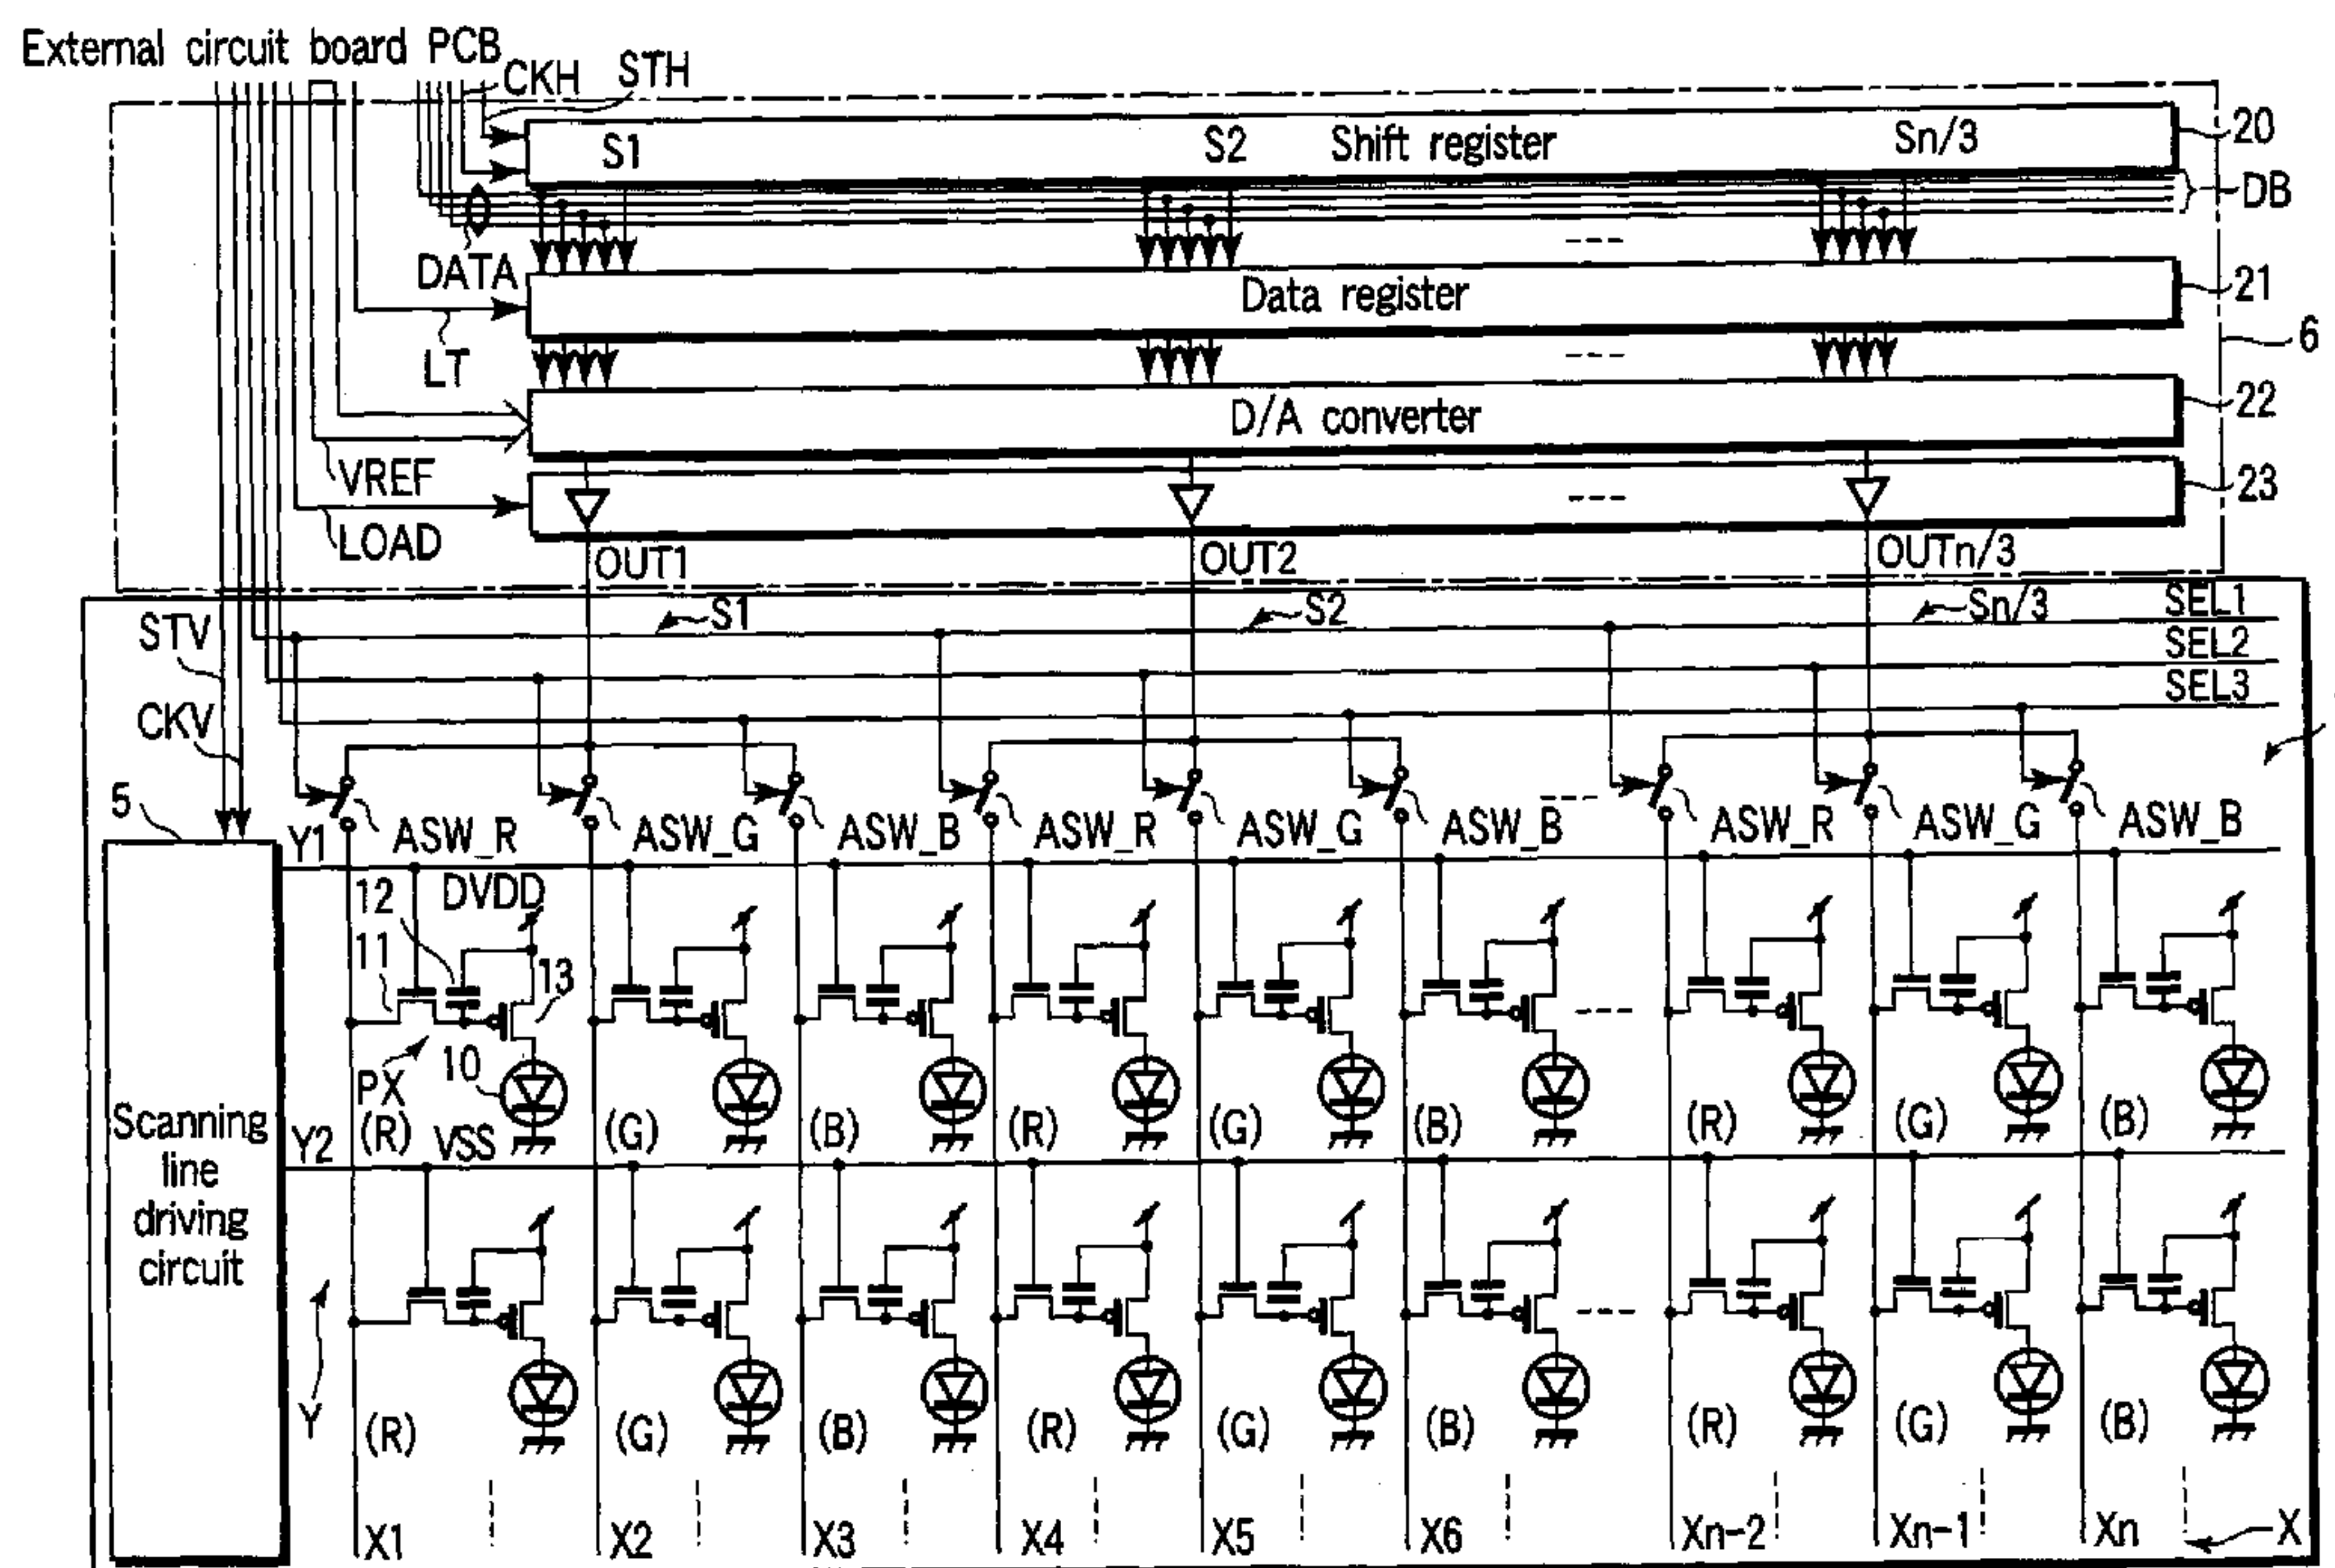 External circuit board PCB
CKH STH
S1 S2 Shift register Sn/3 20
DB
DATA
Data register 21
LT
6
D/A converter 22
VREF
23
LOAD
OUT1 OUT2 OUTn/3
S1 S2 Sn/3 SEL1
STV
SEL2
SEL3
CKV
5
Y1 ASW_R ASW_G ASW_B ASW_R ASW_G ASW_B ASW_R ASW_G ASW_B
12 DVDD
11 13
PX 10
Scanning line driving circuit
(R) (G) (B) (R) (G) (B) (R) (G) (B)
Y2 VSS
Y
(R) (G) (B) (R) (G) (B) (R) (G) (B)
X1 X2 X3 X4 X5 X6 Xn-2 Xn-1 Xn X